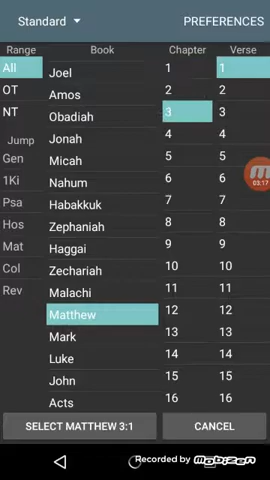 Standard PREFERENCES
Range Book Chapter Verse
All Joel 1 1
OT Amos 2 2
NT Obadiah 3 3
Jump Jonah 4 4
Gen Micah 5 5
1Ki Nahum 6 6
Psa Habakkuk 7 7
Hos Zephaniah 8 8
Mat Haggai 9 9
Col Zechariah 10 10
Rev Malachi 11 11
Matthew 12 12
Mark 13 13
Luke 14 14
John 15 15
Acts 16 16
03:17
SELECT MATTHEW 3:1 CANCEL
Recorded by mobizen